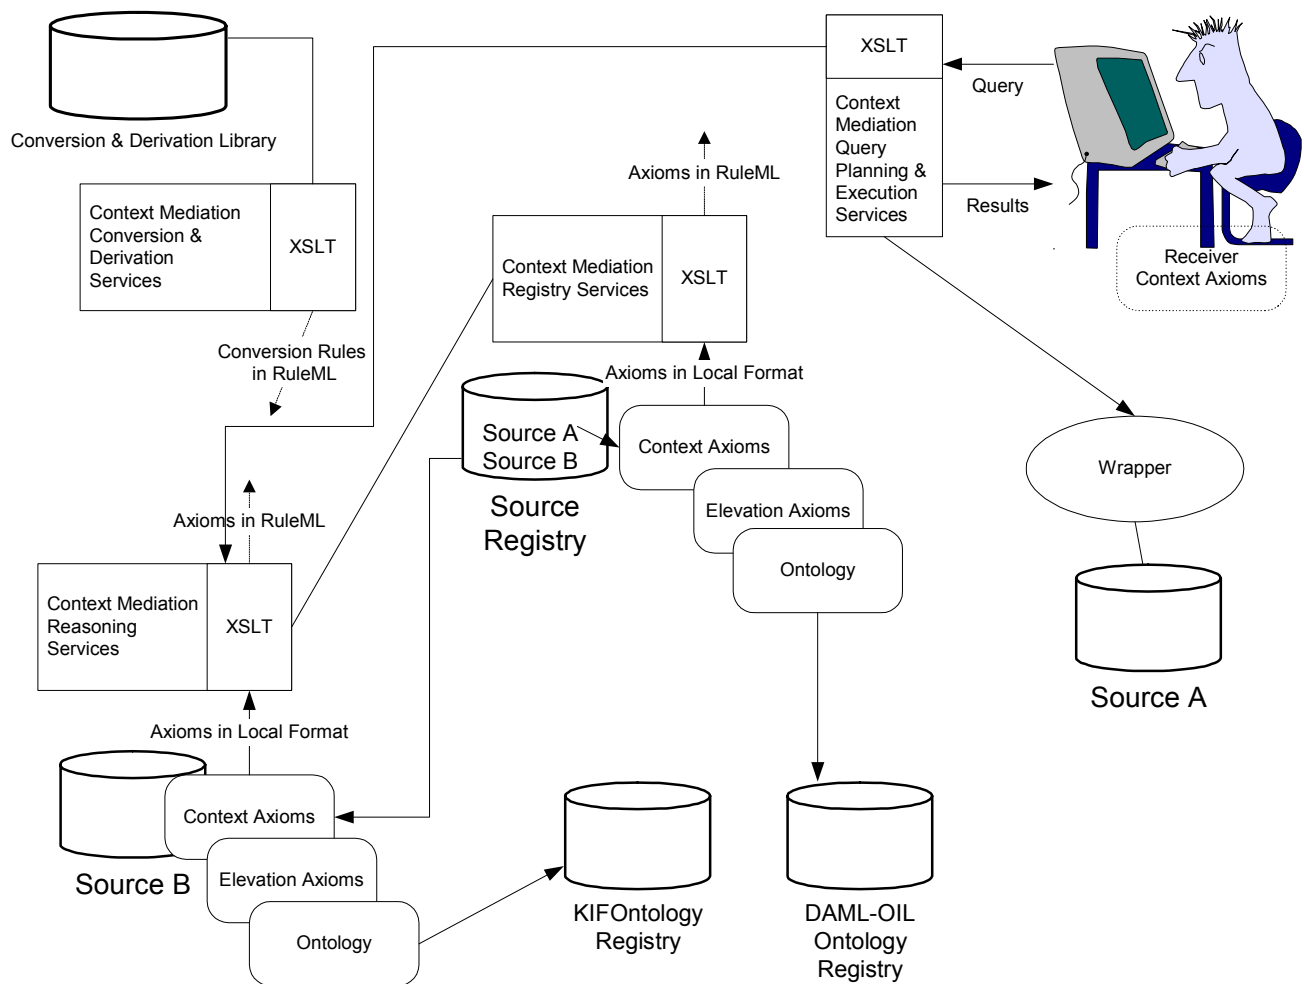 Conversion & Derivation Library
Context Mediation
Conversion &
Derivation
Services
XSLT
Conversion Rules
in RuleML
XSLT
Context
Mediation
Query
Planning &
Execution
Services
Query
Results
Receiver
Context Axioms
Axioms in RuleML
Context Mediation
Registry Services
XSLT
Axioms in Local Format
Source A
Source B
Source
Registry
Context Axioms
Elevation Axioms
Ontology
Wrapper
Source A
Axioms in RuleML
Context Mediation
Reasoning
Services
XSLT
Axioms in Local Format
Source B
Context Axioms
Elevation Axioms
Ontology
KIFOntology
Registry
DAML-OIL
Ontology
Registry